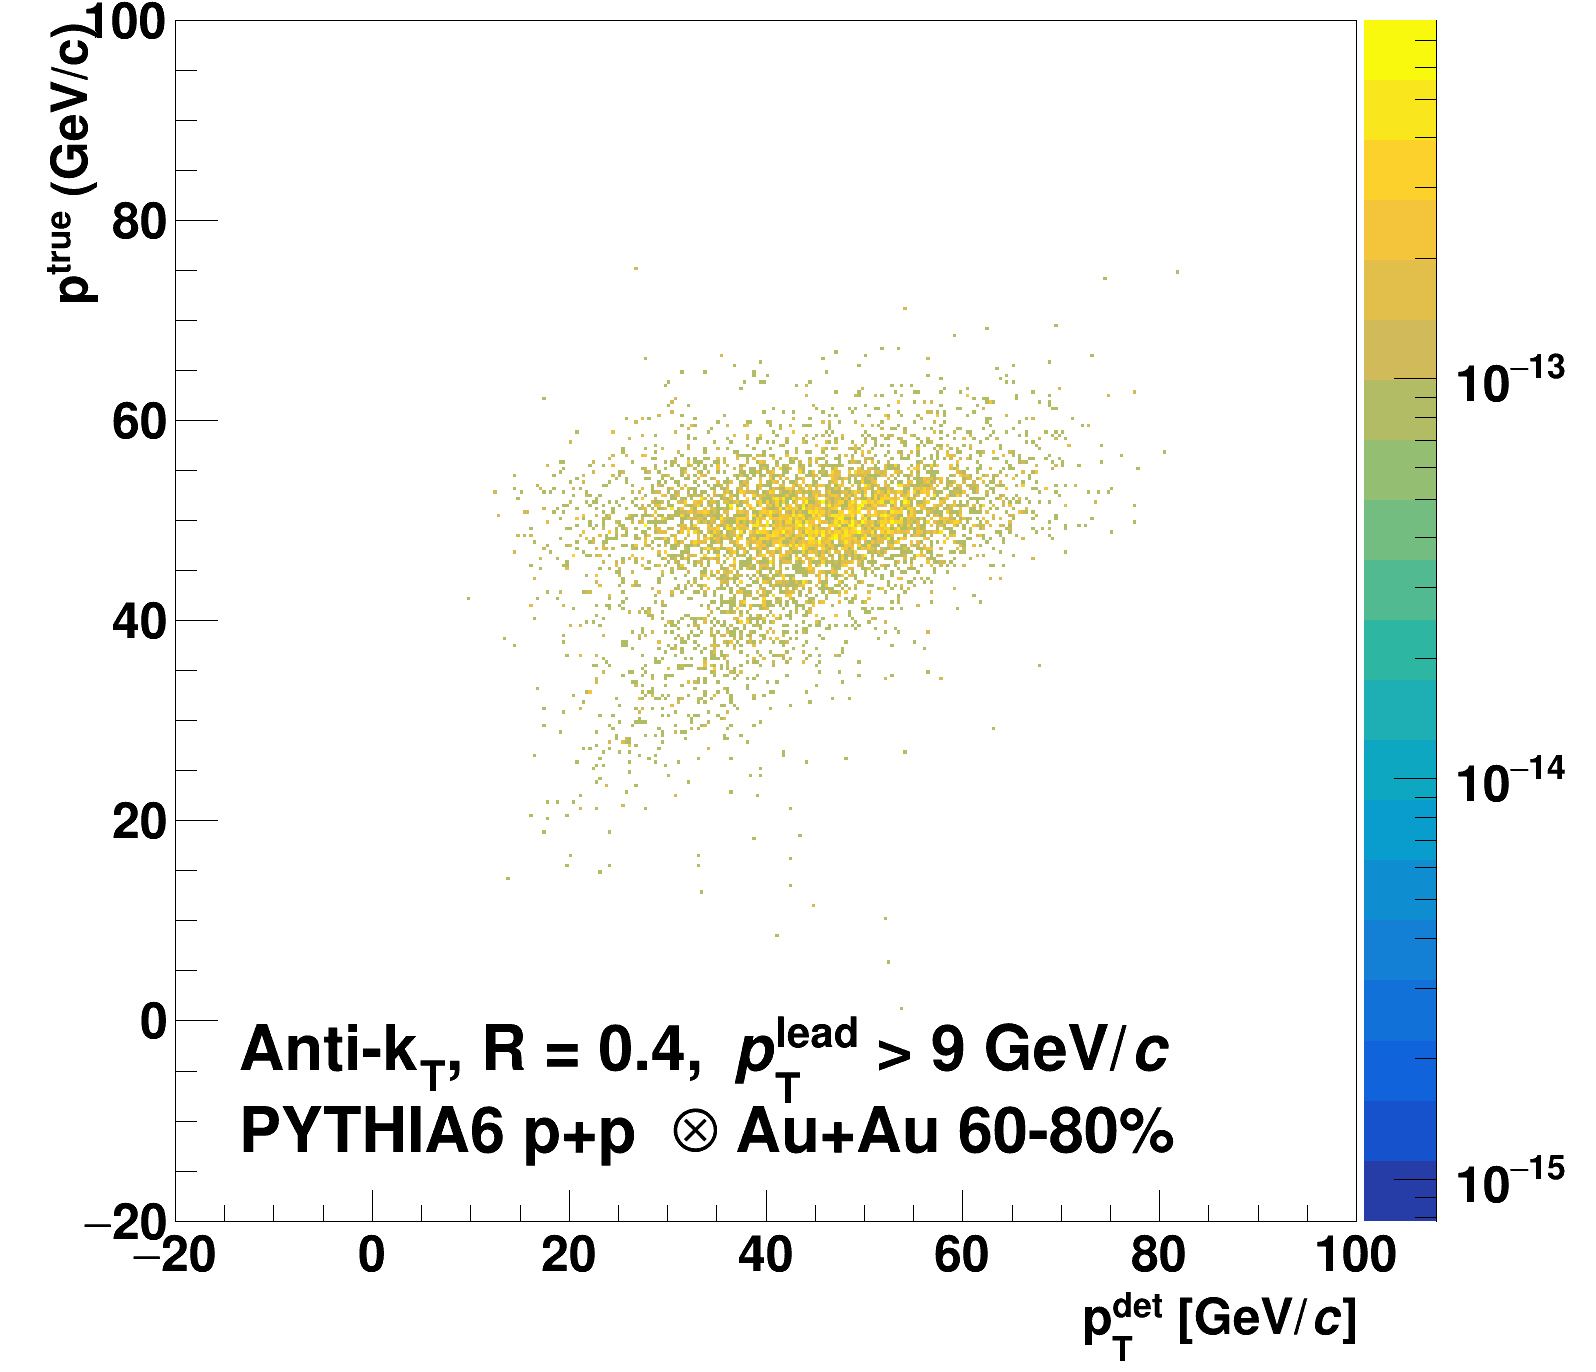 p^true (GeV/c)
100
80
60
40
20
0
−20
−20 0 20 40 60 80 100
p_T^det [GeV/c]
Anti-k_T, R = 0.4, p_T^lead > 9 GeV/c
PYTHIA6 p+p ⊗ Au+Au 60-80%
10^−13
10^−14
10^−15